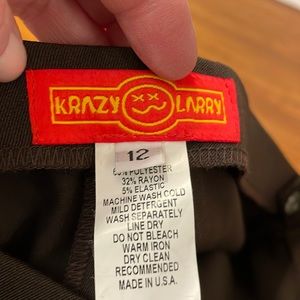 KRAZY LARRY
12
63% POLYESTER
32% RAYON
5% ELASTIC
MACHINE WASH COLD
MILD DETERGENT
WASH SEPARATELY
LINE DRY
DO NOT BLEACH
WARM IRON
DRY CLEAN
RECOMMENDED
MADE IN U.S.A.